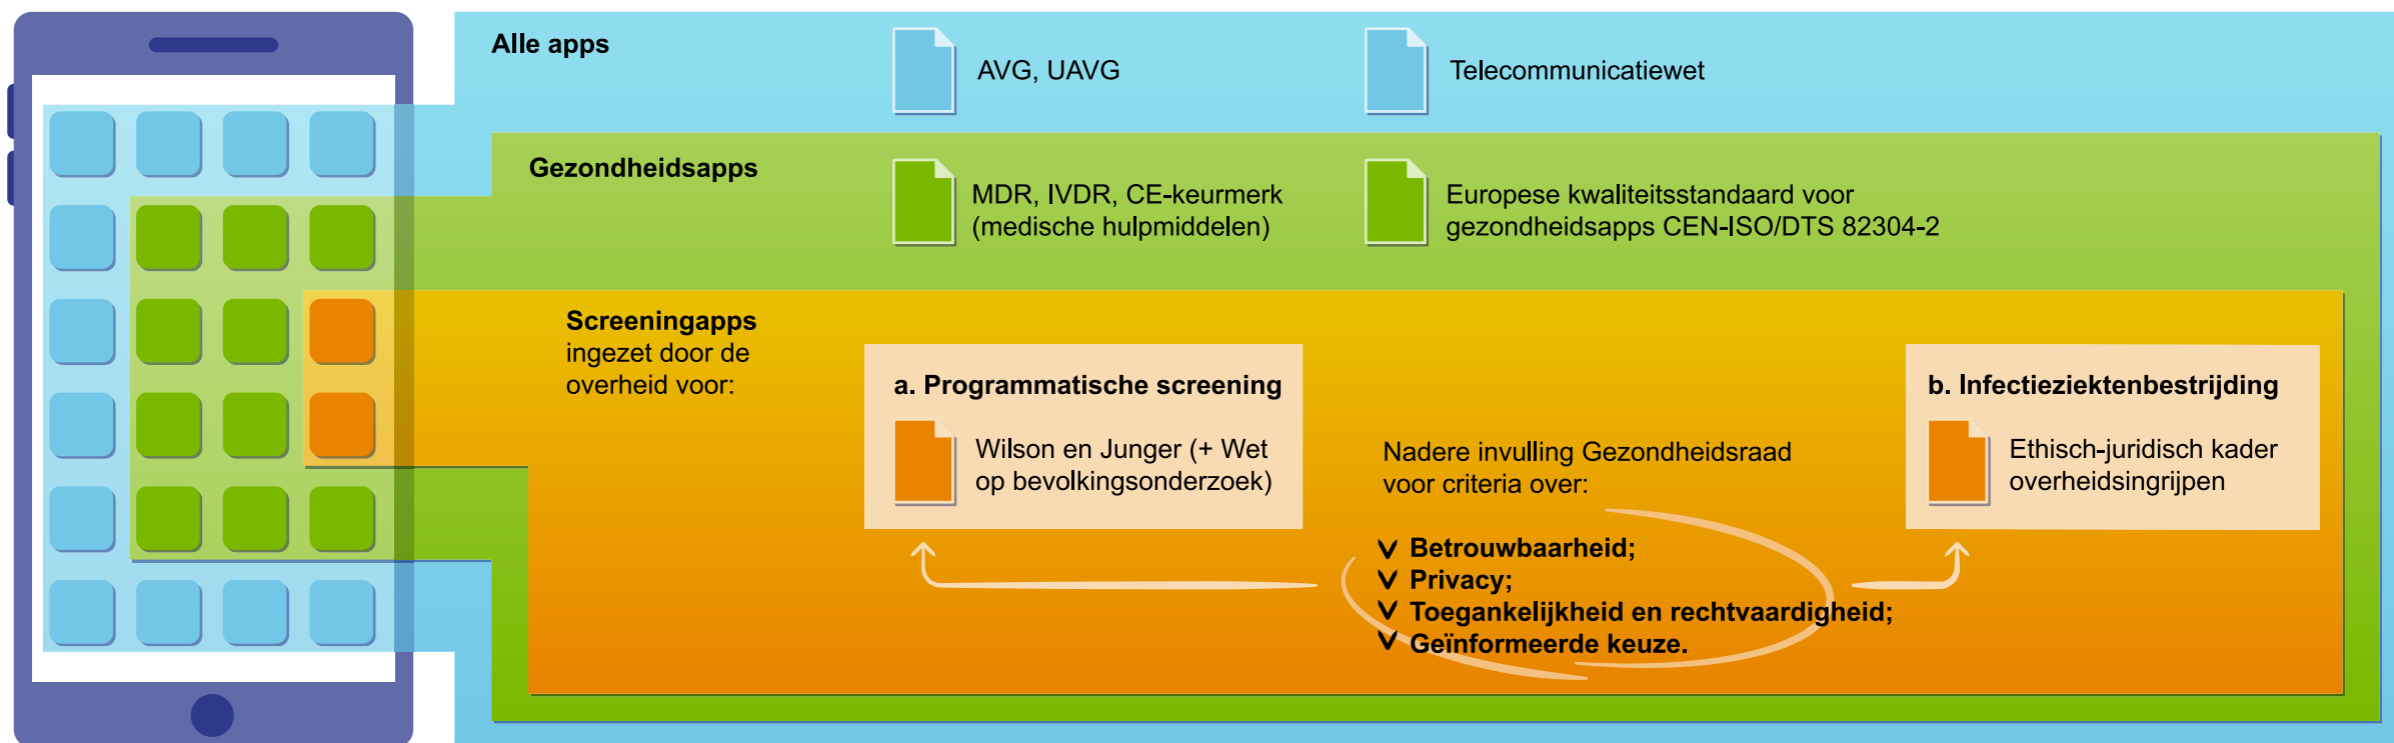 Alle apps
AVG, UAVG
Telecommunicatiewet
Gezondheidsapps
MDR, IVDR, CE-keurmerk
(medische hulpmiddelen)
Europese kwaliteitsstandaard voor
gezondheidsapps CEN-ISO/DTS 82304-2
Screeningapps
ingezet door de
overheid voor:
a. Programmatische screening
Wilson en Junger (+ Wet
op bevolkingsonderzoek)
Nadere invulling Gezondheidsraad
voor criteria over:
Betrouwbaarheid;
Privacy;
Toegankelijkheid en rechtvaardigheid;
Geïnformeerde keuze.
b. Infectieziektenbestrijding
Ethisch-juridisch kader
overheidsingrijpen